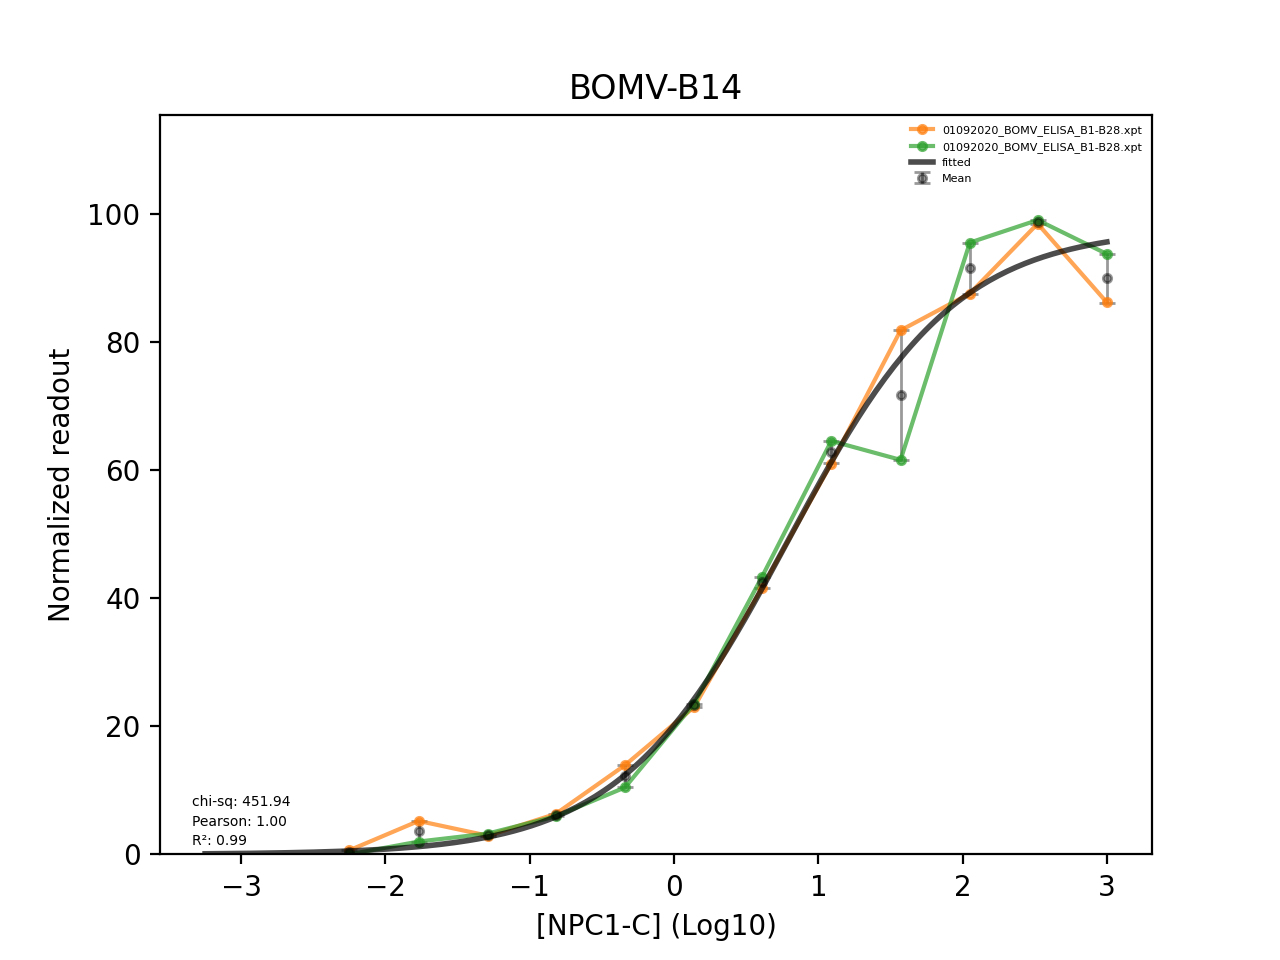 BOMV-B14
01092020_BOMV_ELISA_B1-B28.xpt
01092020_BOMV_ELISA_B1-B28.xpt
fitted
Mean
Normalized readout
100
80
60
40
20
0
chi-sq: 451.94
Pearson: 1.00
R²: 0.99
−3 −2 −1 0 1 2 3
[NPC1-C] (Log10)